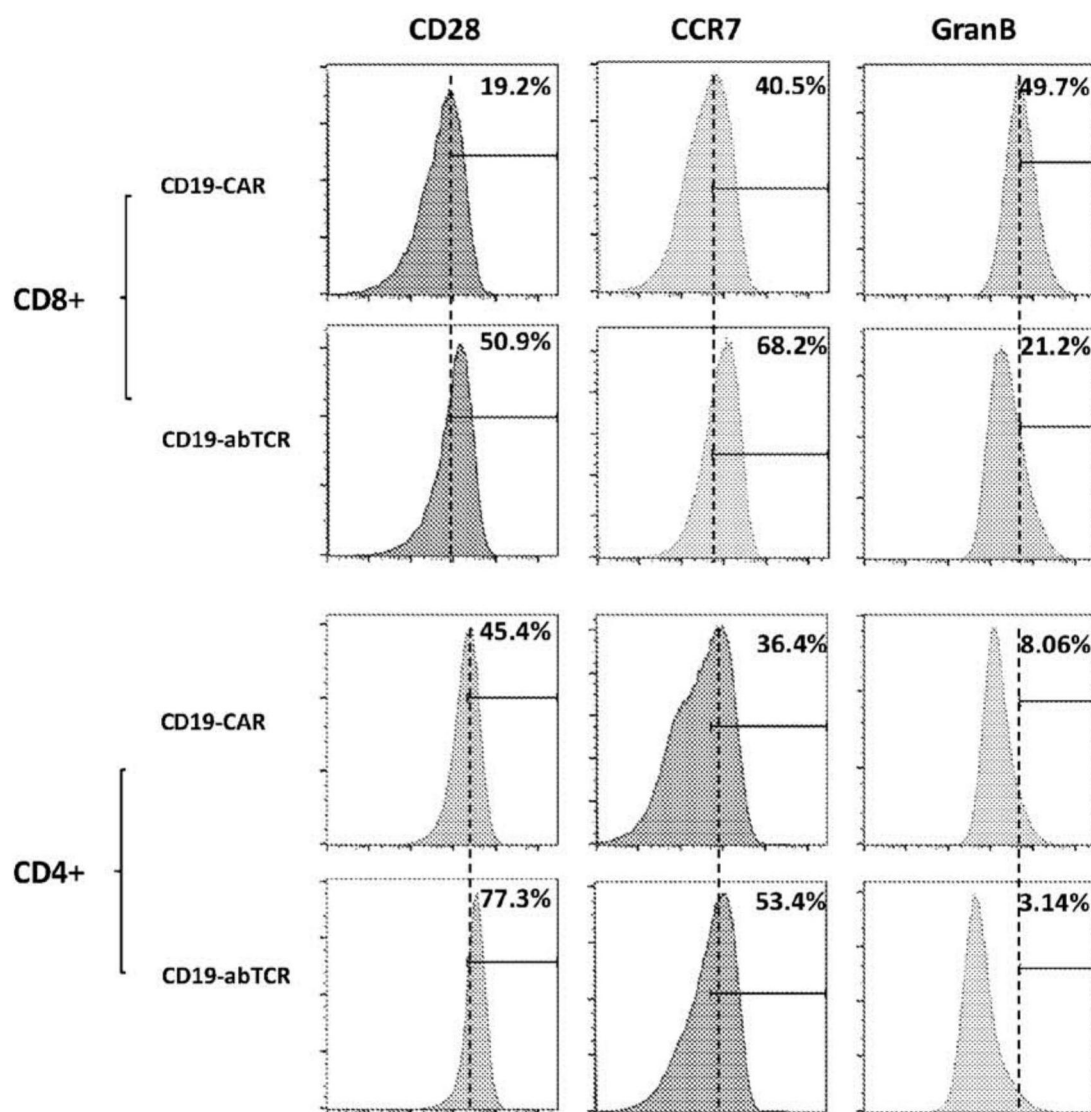 CD28 CCR7 GranB
19.2% 40.5% 49.7%
CD19-CAR
CD8+
50.9% 68.2% 21.2%
CD19-abTCR
45.4% 36.4% 8.06%
CD19-CAR
CD4+
77.3% 53.4% 3.14%
CD19-abTCR